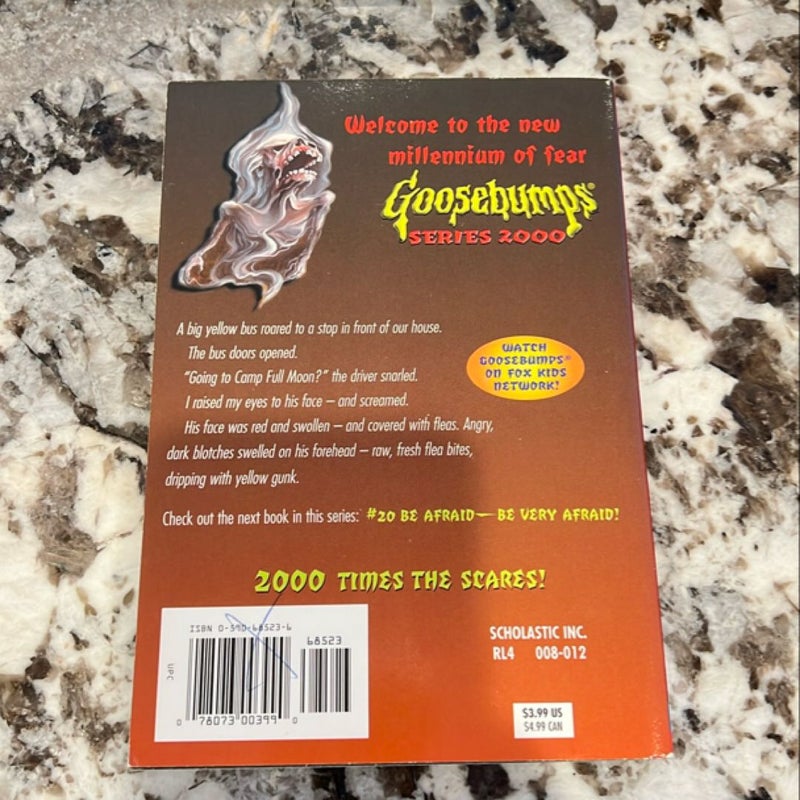 Welcome to the new
millennium of fear
Goosebumps®
SERIES 2000
A big yellow bus roared to a stop in front of our house.
The bus doors opened.
“Going to Camp Full Moon?” the driver snarled.
I raised my eyes to his face – and screamed.
His face was red and swollen – and covered with fleas. Angry,
dark blotches swelled on his forehead – raw, fresh flea bites,
dripping with yellow gunk.
WATCH
GOOSEBUMPS®
ON FOX KIDS
NETWORK!
Check out the next book in this series: #20 BE AFRAID — BE VERY AFRAID!
2000 TIMES THE SCARES!
ISBN 0-590-68523-6
68523
UPC
0 78073 00399 0
SCHOLASTIC INC.
RL4 008-012
$3.99 US
$4.99 CAN